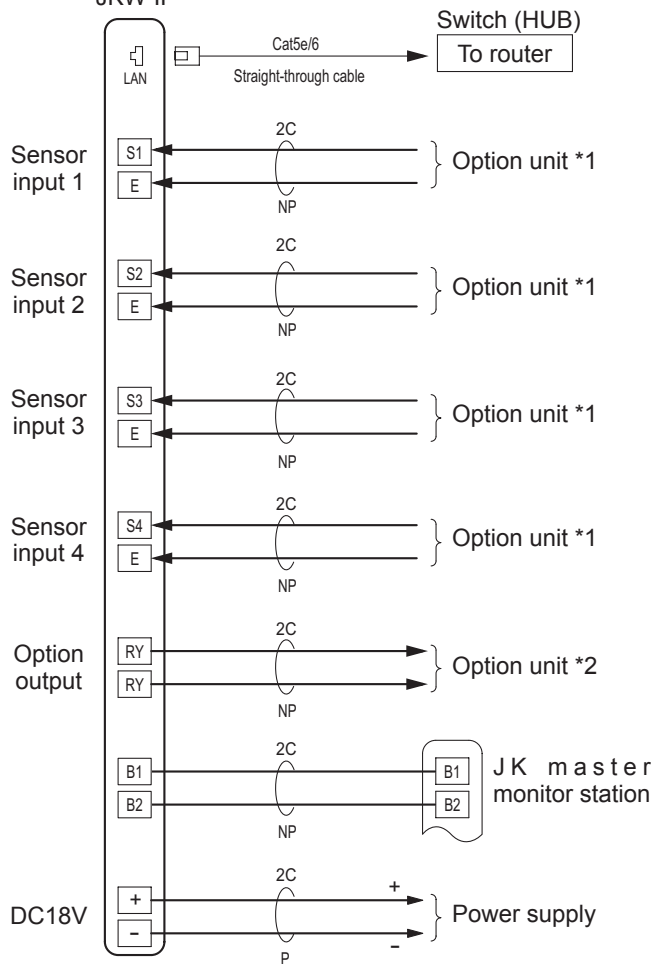 Switch (HUB)
Cat5e/6
To router
LAN
Straight-through cable
2C
Sensor
input 1
S1
E
Option unit *1
NP
2C
Sensor
input 2
S2
E
Option unit *1
NP
2C
Sensor
input 3
S3
E
Option unit *1
NP
2C
Sensor
input 4
S4
E
Option unit *1
NP
2C
Option
output
RY
RY
Option unit *2
NP
2C
B1
B2
B1
B2
JK master
monitor station
NP
2C
DC18V
+
-
+
-
Power supply
P